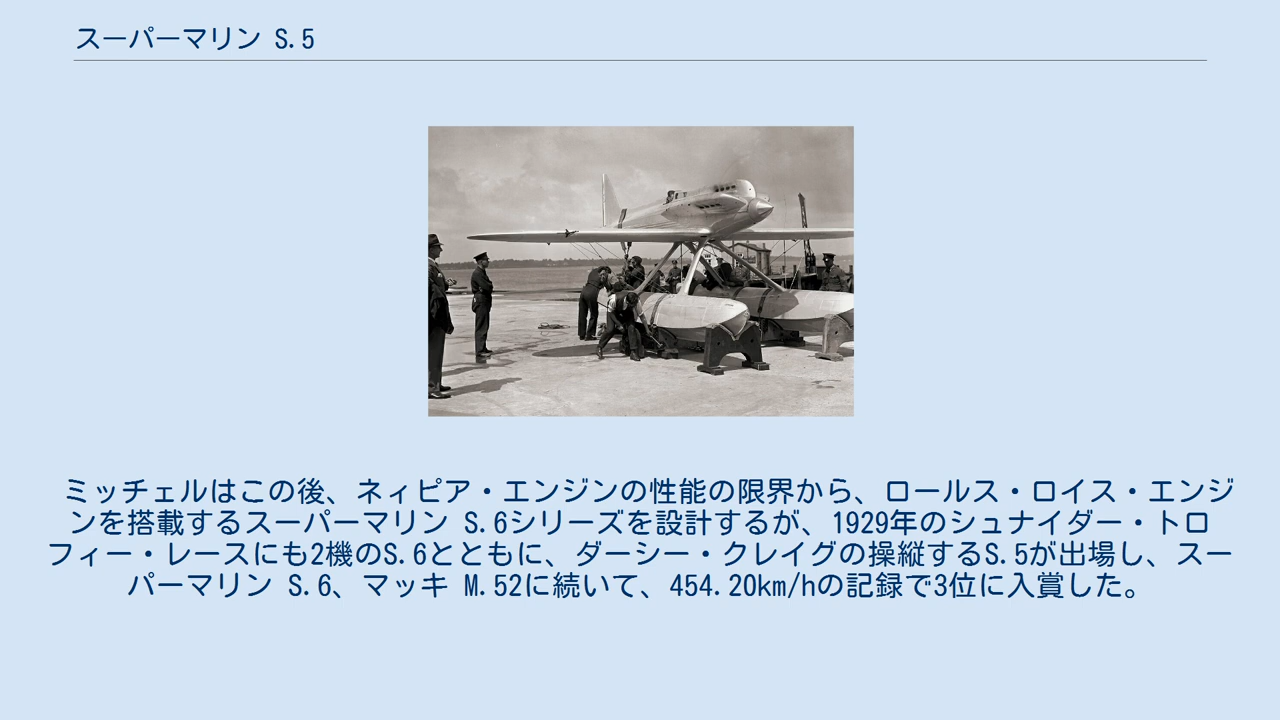 スーパーマリン S.5
ミッチェルはこの後、ネィピア・エンジンの性能の限界から、ロールス・ロイス・エンジ
ンを搭載するスーパーマリン S.6シリーズを設計するが、1929年のシュナイダー・トロ
フィー・レースにも2機のS.6とともに、ダーシー・クレイグの操縦するS.5が出場し、スー
パーマリン S.6、マッキ M.52に続いて、454.20km/hの記録で3位に入賞した。